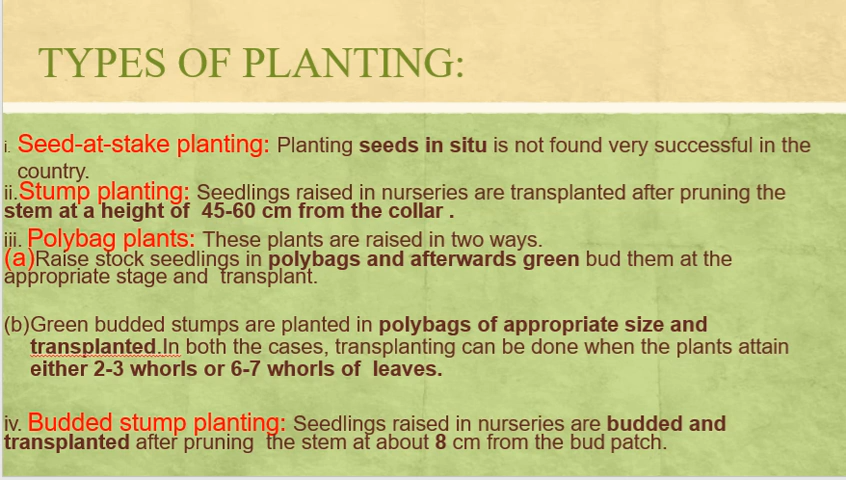 TYPES OF PLANTING:
i. Seed-at-stake planting: Planting seeds in situ is not found very successful in the
country.
ii.Stump planting: Seedlings raised in nurseries are transplanted after pruning the
stem at a height of 45-60 cm from the collar .
iii. Polybag plants: These plants are raised in two ways.
(a)Raise stock seedlings in polybags and afterwards green bud them at the
appropriate stage and transplant.
(b)Green budded stumps are planted in polybags of appropriate size and
transplanted.In both the cases, transplanting can be done when the plants attain
either 2-3 whorls or 6-7 whorls of leaves.
iv. Budded stump planting: Seedlings raised in nurseries are budded and
transplanted after pruning the stem at about 8 cm from the bud patch.